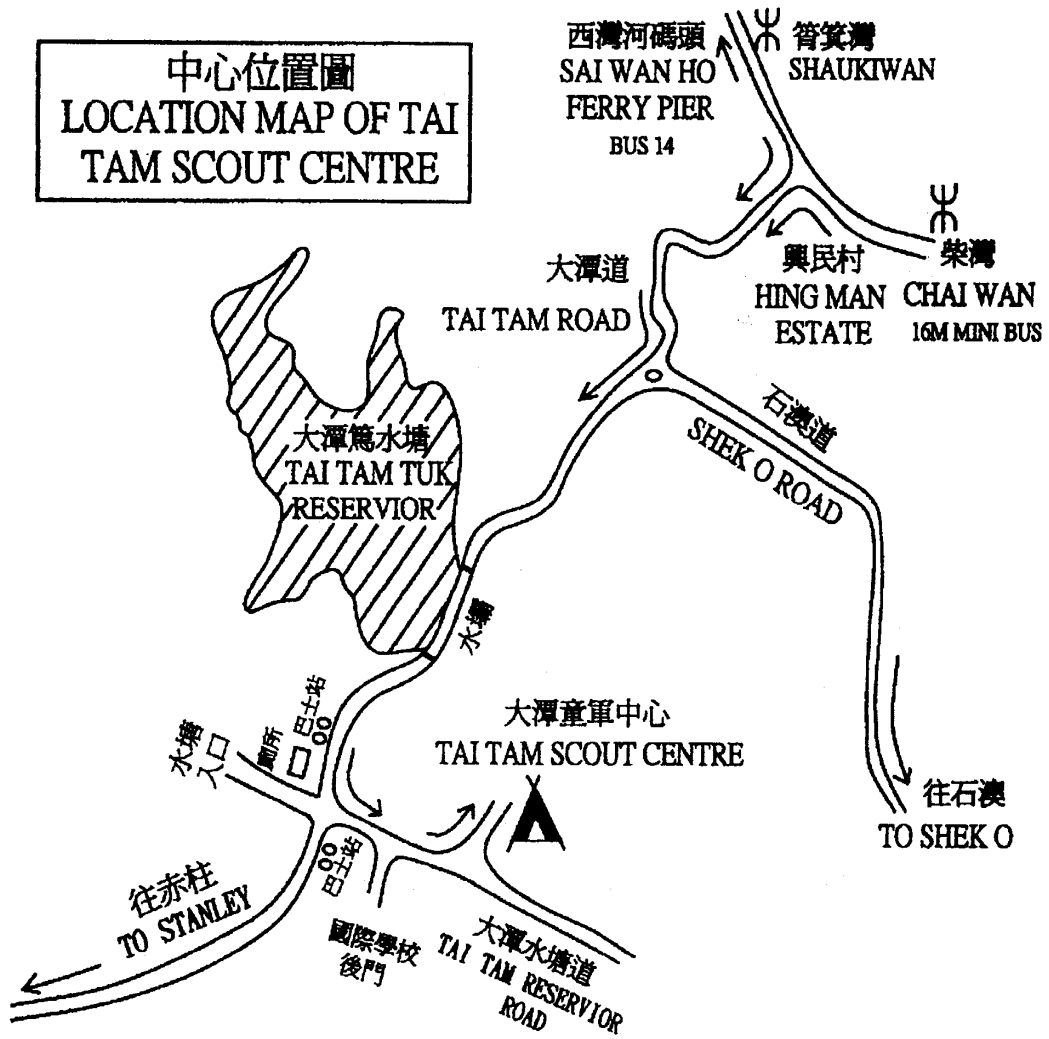 中心位置圖
LOCATION MAP OF TAI
TAM SCOUT CENTRE
西灣河碼頭
SAI WAN HO
FERRY PIER
BUS 14
筲箕灣
SHAUKIWAN
柴灣
CHAI WAN
16M MINI BUS
興民村
HING MAN
ESTATE
大潭道
TAI TAM ROAD
石澳道
SHEK O ROAD
大潭篤水塘
TAI TAM TUK
RESERVIOR
水壩
大潭童軍中心
TAI TAM SCOUT CENTRE
往石澳
TO SHEK O
水塘
入口
廁所
巴士站
巴士站
往赤柱
TO STANLEY
國際學校
後門
大潭水塘道
TAI TAM RESERVIOR
ROAD